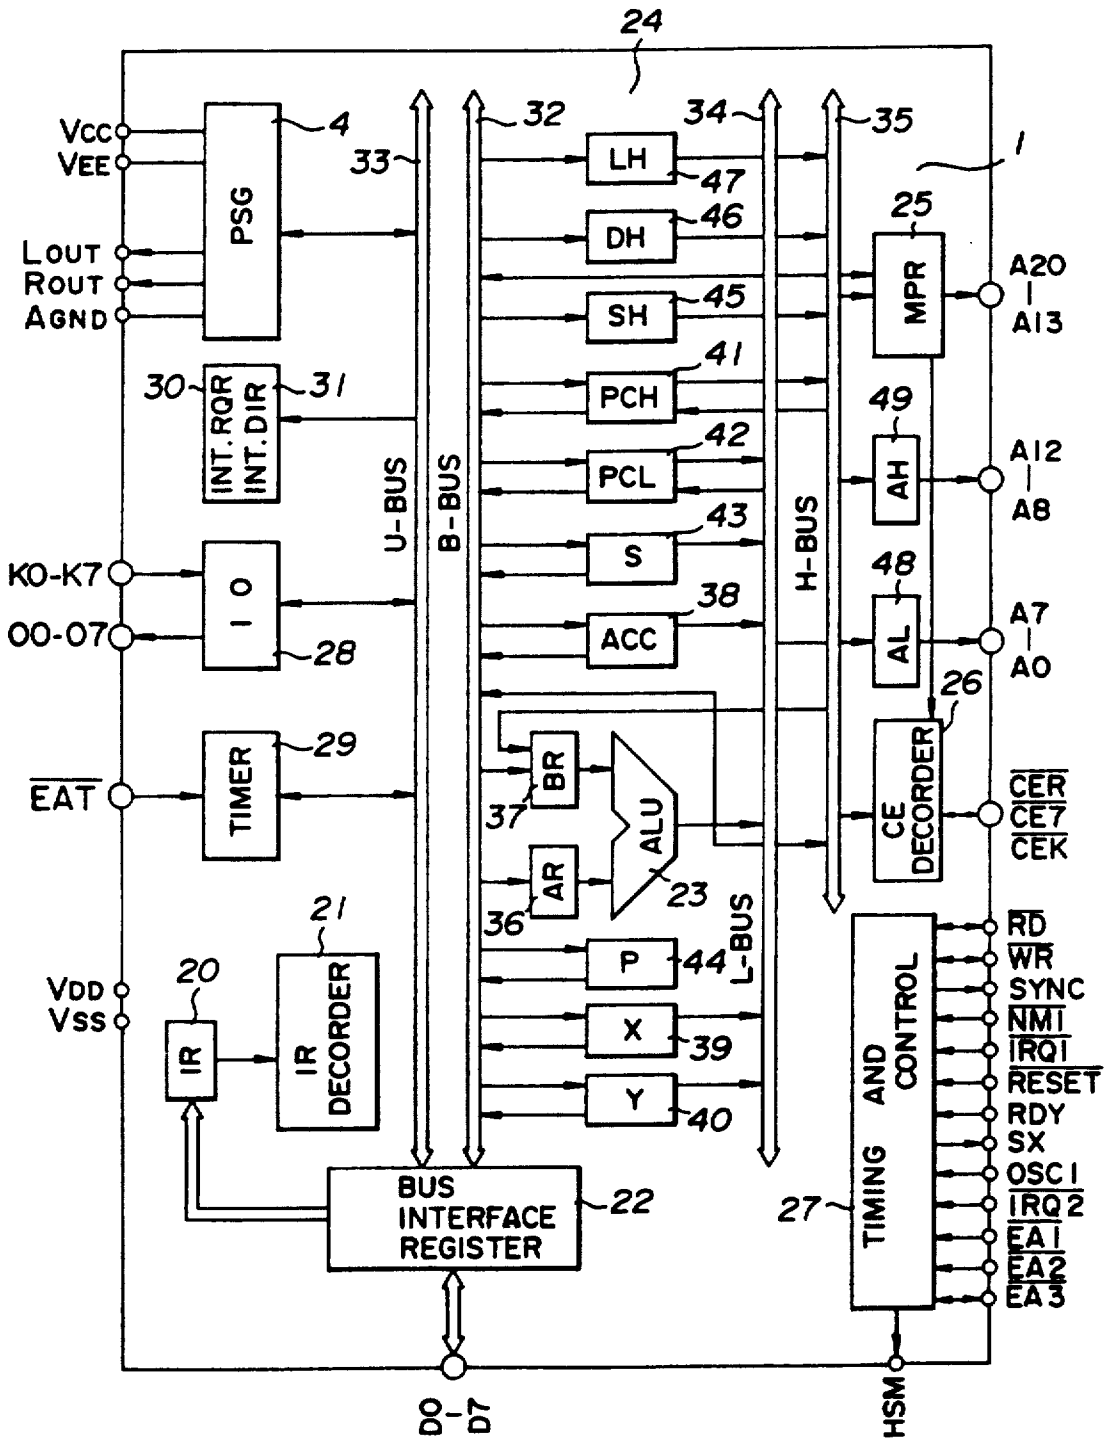 24
VCC
VEE
LOUT
ROUT
AGND
PSG
4
33
32
34
35
1
LH
47
DH
46
SH
45
PCH
41
PCL
42
S
43
ACC
38
25
MPR
A20
A13
49
AH
A12
A8
48
AL
A7
A0
26
CE
DECORDER
CER
CE7
CEK
30
31
INT.RQR
INT.DIR
U-BUS
B-BUS
H-BUS
L-BUS
K0-K7
O0-O7
I O
28
EAT
TIMER
29
BR
37
AR
36
ALU
23
P
44
X
39
Y
40
VDD
VSS
20
IR
21
IR
DECORDER
BUS
INTERFACE
REGISTER
22
D0-
D7
27
TIMING AND
CONTROL
RD
WR
SYNC
NMI
IRQ1
RESET
RDY
SX
OSC1
IRQ2
EA1
EA2
EA3
HSM